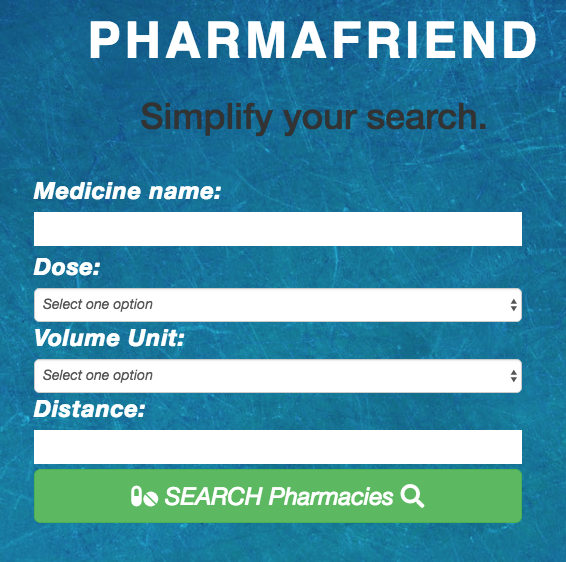 PHARMAFRIEND
Simplify your search.
Medicine name:
Dose:
Select one option
Volume Unit:
Select one option
Distance:
SEARCH Pharmacies